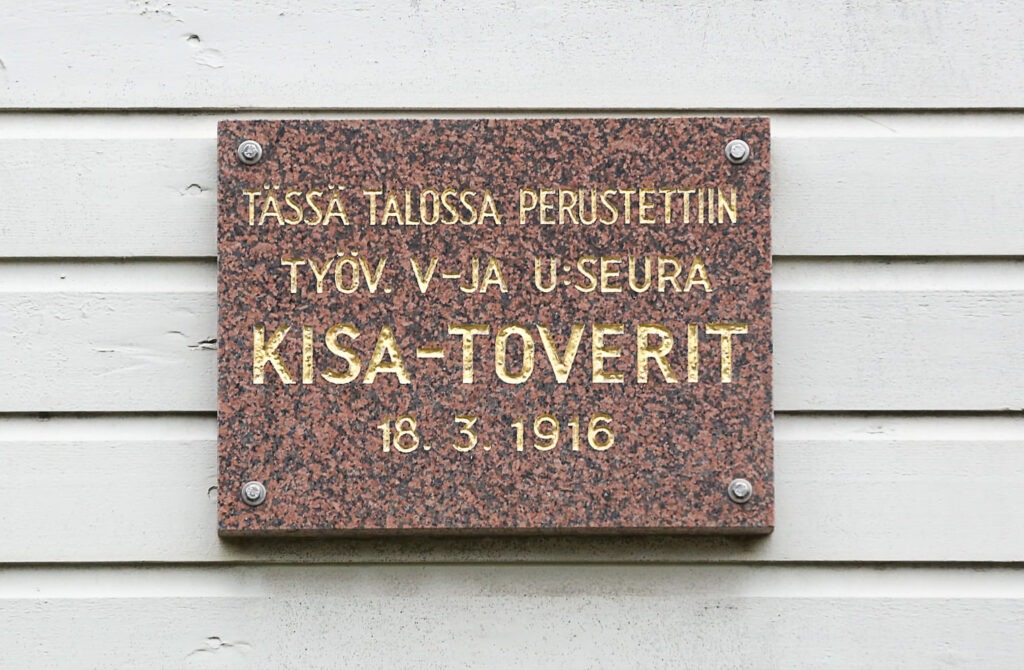 TÄSSÄ TALOSSA PERUSTETTIIN
TYÖV. V-JA U:SEURA
KISA-TOVERIT
18. 3. 1916